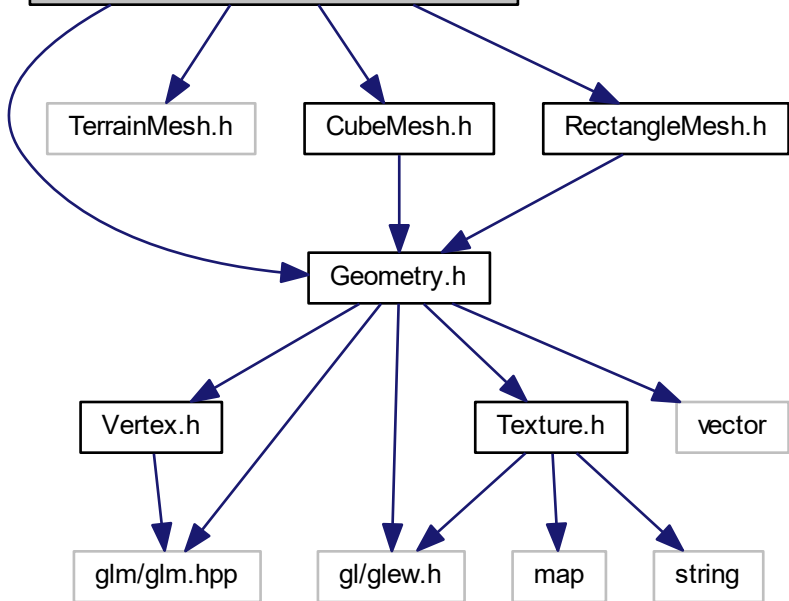 TerrainMesh.h
CubeMesh.h
RectangleMesh.h
Geometry.h
Vertex.h
Texture.h
vector
glm/glm.hpp
gl/glew.h
map
string